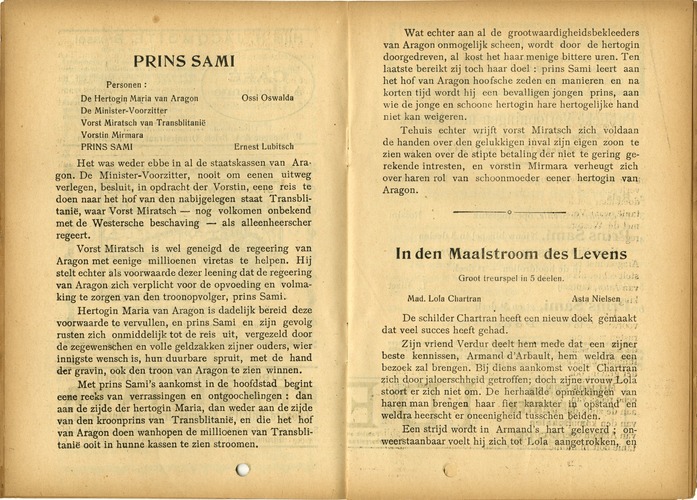 PRINS SAMI
Personen :
De Hertogin Maria van Aragon Ossi Oswalda
De Minister-Voorzitter
Vorst Miratsch van Transblitanië
Vorstin Mirmara
PRINS SAMI Ernest Lubitsch
Het was weder ebbe in al de staatskassen van Ara-
gon. De Minister-Voorzitter, nooit om eenen uitweg
verlegen, besluit, in opdracht der Vorstin, eene reis te
doen naar het hof van den nabijgelegen staat Transbli-
tanië, waar Vorst Miratsch — nog volkomen onbekend
met de Westersche beschaving — als alleenheerscher
regeert.
Vorst Miratsch is wel geneigd de regeering van
Aragon met eenige millioenen viretas te helpen. Hij
stelt echter als voorwaarde dezer leening dat de regeering
van Aragon zich verplicht voor de opvoeding en volma-
king te zorgen van den troonopvolger, prins Sami.
Hertogin Maria van Aragon is dadelijk bereid deze
voorwaarde te vervullen, en prins Sami en zijn gevolg
rusten zich onmiddelijt tot de reis uit, vergezeld door
de zegewenschen en volle geldzakken zijner ouders, wier
innigste wensch is, hun duurbare spruit, met de hand
der gravin, ook den troon van Aragon te zien winnen.
Met prins Sami's aankomst in de hoofdstad begint
eene reeks van verrassingen en ontgoochelingen : dan
aan de zijde der hertogin Maria, dan weder aan de zijde
van den kroonprins van Transblitanië, en die het hof
van Aragon doen wanhopen de millioenen van Transbli-
tanië ooit in hunne kassen te zien stroomen.
Wat echter aan al de grootwaardigheidsbekleeders
van Aragon onmogelijk scheen, wordt door de hertogin
doorgedreven, al kost het haar menige bittere uren. Ten
laatste bereikt zij toch haar doel : prins Sami leert aan
het hof van Aragon hoofsche zeden en manieren en na
korten tijd wordt hij een bevalligen jongen prins, aan
wie de jonge en schoone hertogin hare hertogelijke hand
niet kan weigeren.
Tehuis echter wrijft vorst Miratsch zich voldaan
de handen over den gelukkigen inval zijn eigen zoon te
zien waken over de stipte betaling der niet te gering ge-
rekende intresten, en vorstin Mirmara verheugt zich
over haren rol van schoonmoeder eener hertogin van
Aragon.
In den Maalstroom des Levens
Groot treurspel in 5 deelen.
Mad. Lola Chartran Asta Nielsen
De schilder Chartran heeft een nieuw doek gemaakt
dat veel succes heeft gehad.
Zijn vriend Verdur deelt hem mede dat een zijner
beste kennissen, Armand d'Arbault, hem weldra een
bezoek zal brengen. Bij diens aankomst voelt Chartran
zich door jaloerschheid getroffen; doch zijne vrouw Lola
stoort er zich niet om. De herhaalde opmerkingen van
haren man brengen haar fier karakter in opstand en
weldra heerscht er oneenigheid tusschen beiden.
Een strijd wordt in Armand's hart geleverd ; on-
weerstaanbaar voelt hij zich tot Lola aangetrokken, en